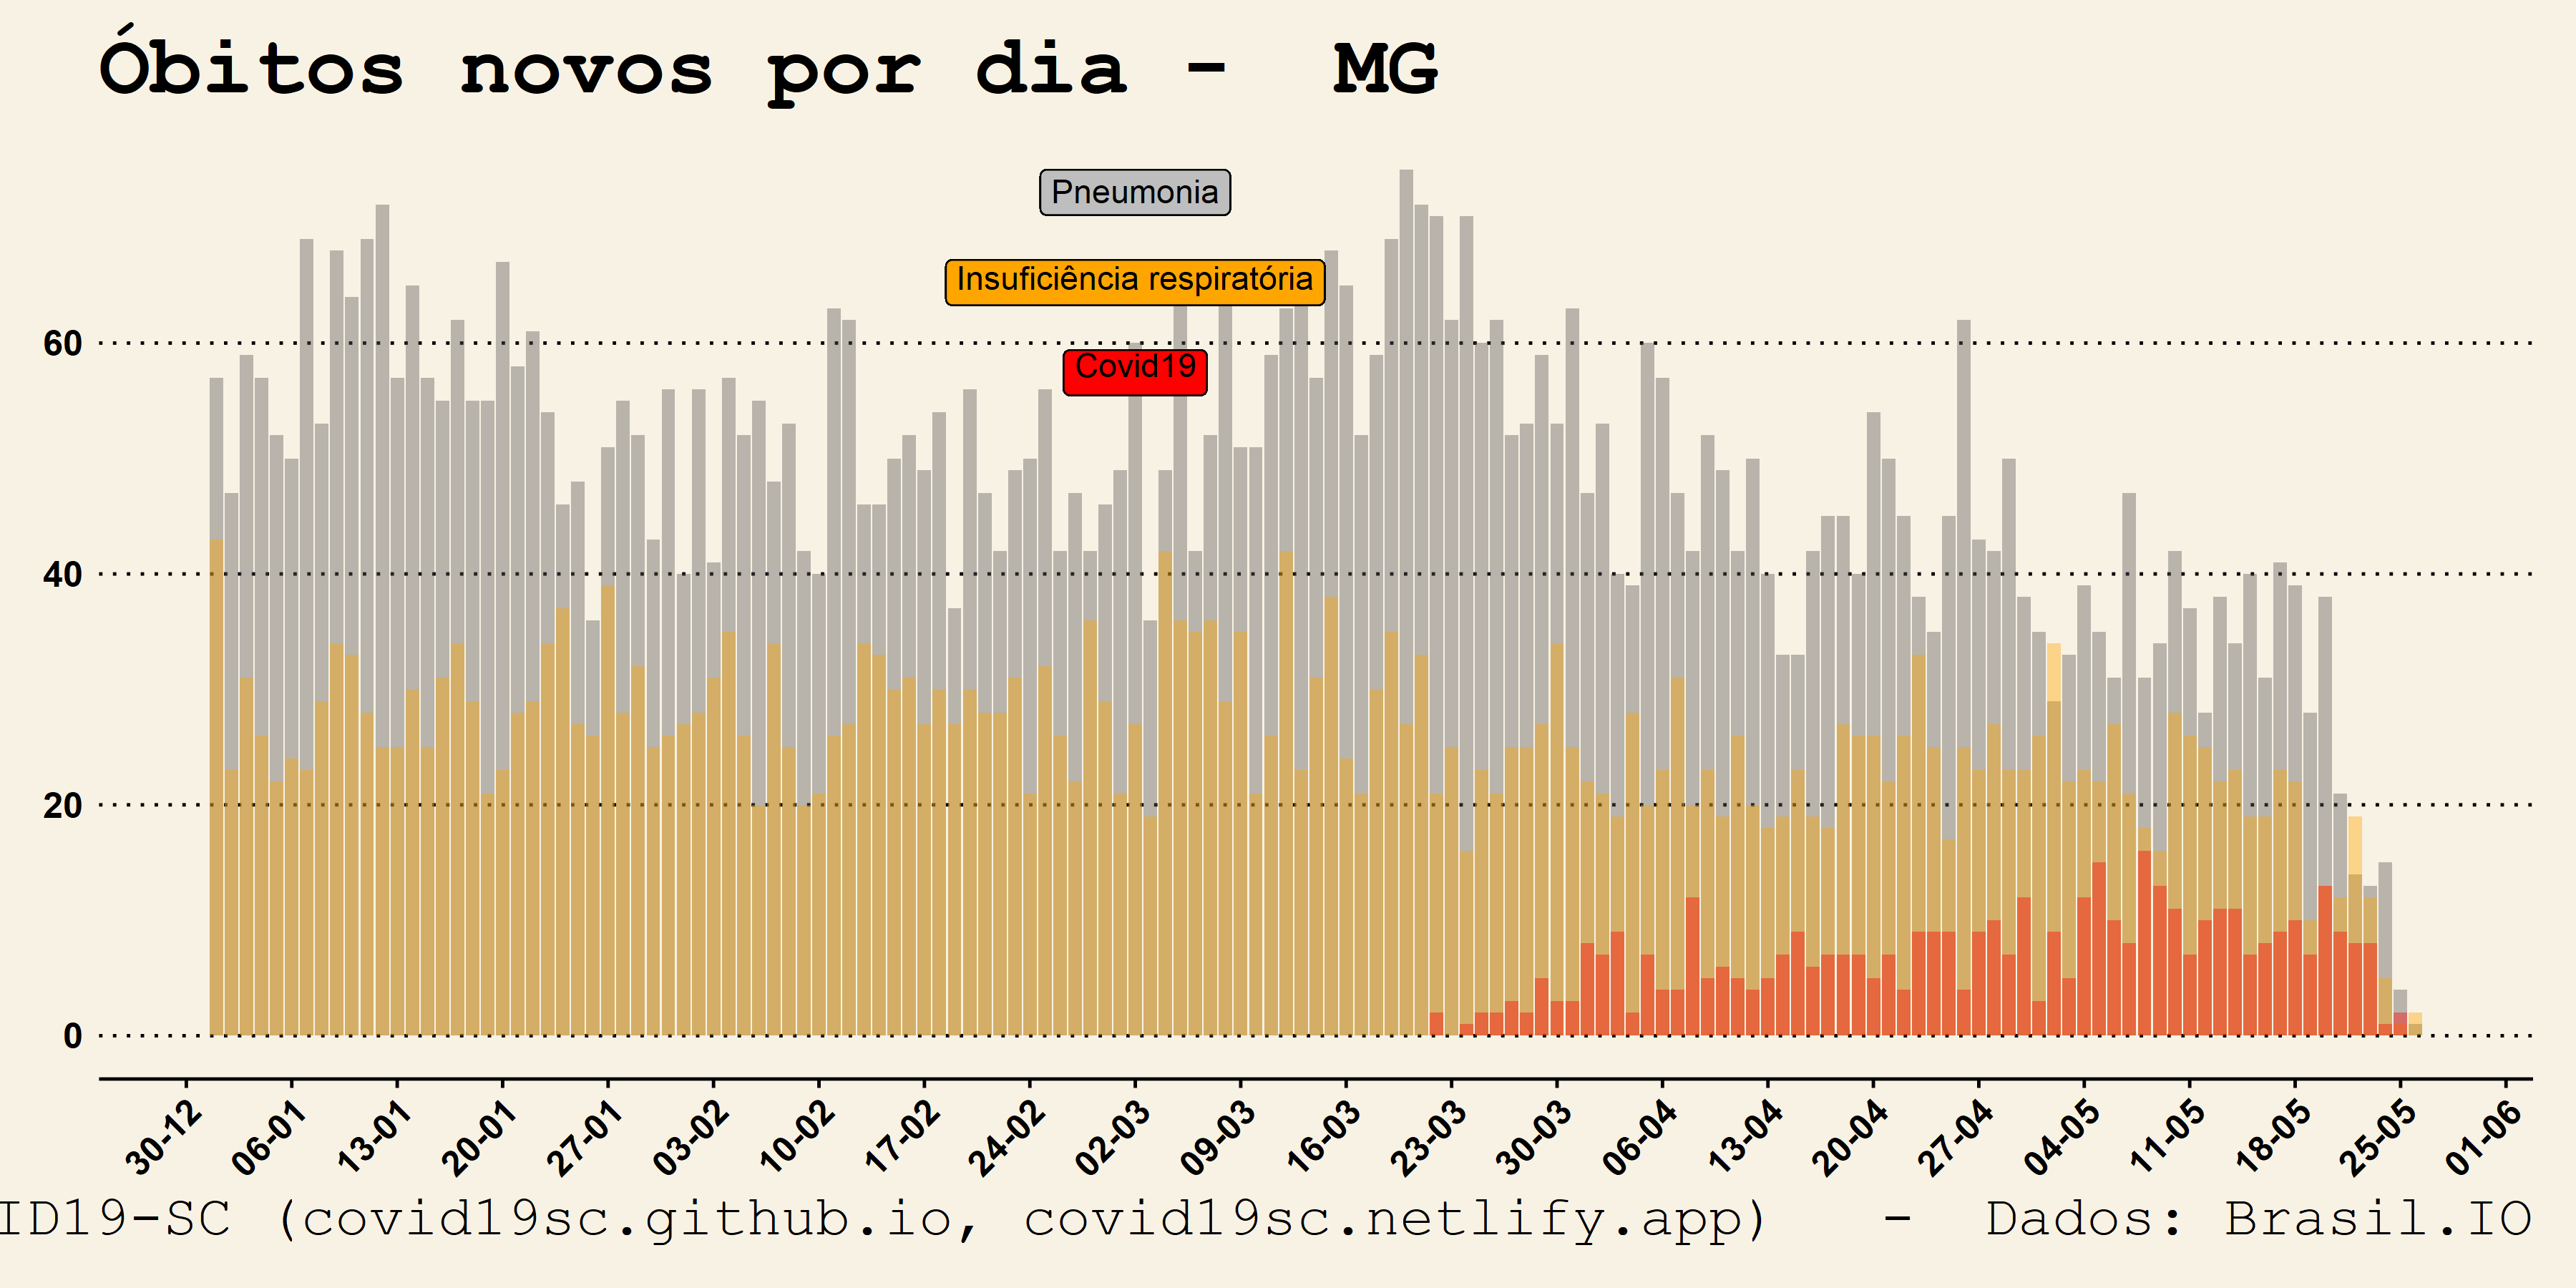 Óbitos novos por dia - MG
Pneumonia
Insuficiência respiratória
Covid19
60
40
20
0
30-12 06-01 13-01 20-01 27-01 03-02 10-02 17-02 24-02 02-03 09-03 16-03 23-03 30-03 06-04 13-04 20-04 27-04 04-05 11-05 18-05 25-05 01-06
ID19-SC (covid19sc.github.io, covid19sc.netlify.app) - Dados: Brasil.IO